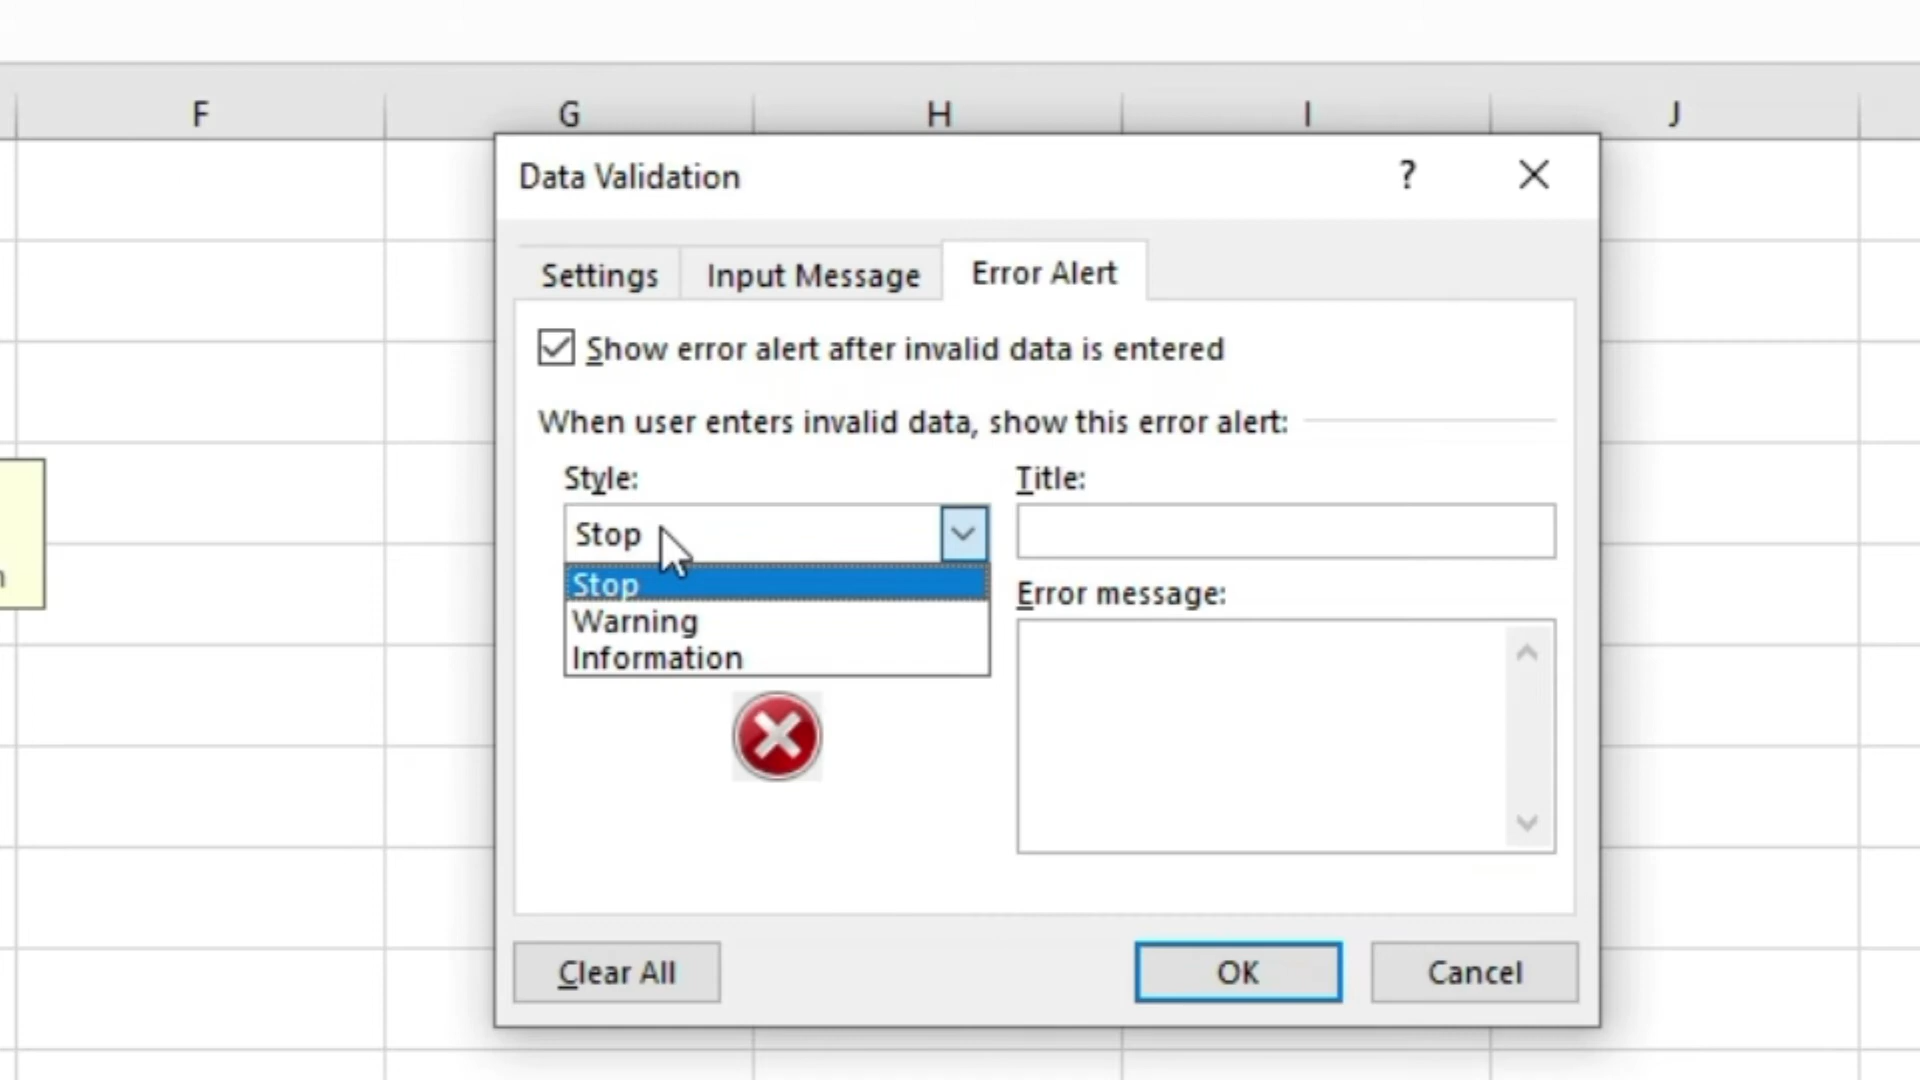 F G H I J
Data Validation ?
Settings Input Message Error Alert
Show error alert after invalid data is entered
When user enters invalid data, show this error alert:
Style: Title:
Stop
Stop
Warning
Information
Error message:
Clear All OK Cancel